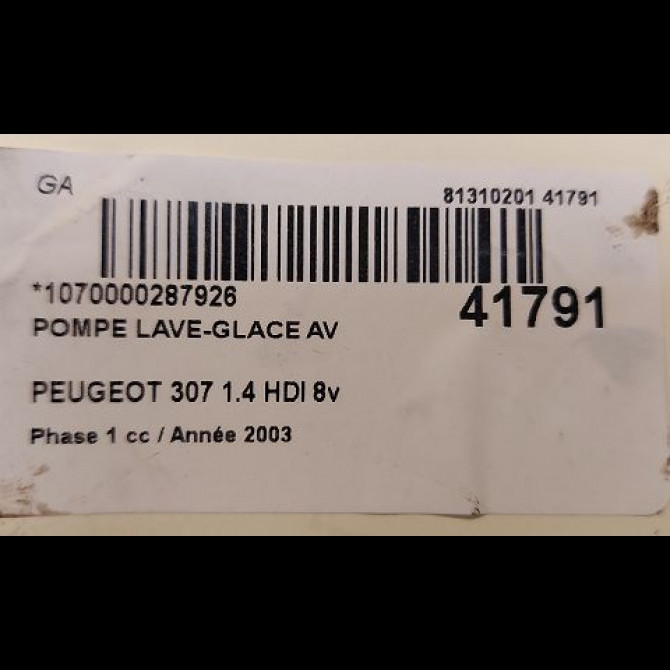 GA
81310201 41791
*1070000287926
41791
POMPE LAVE-GLACE AV
PEUGEOT 307 1.4 HDI 8v
Phase 1 cc / Année 2003